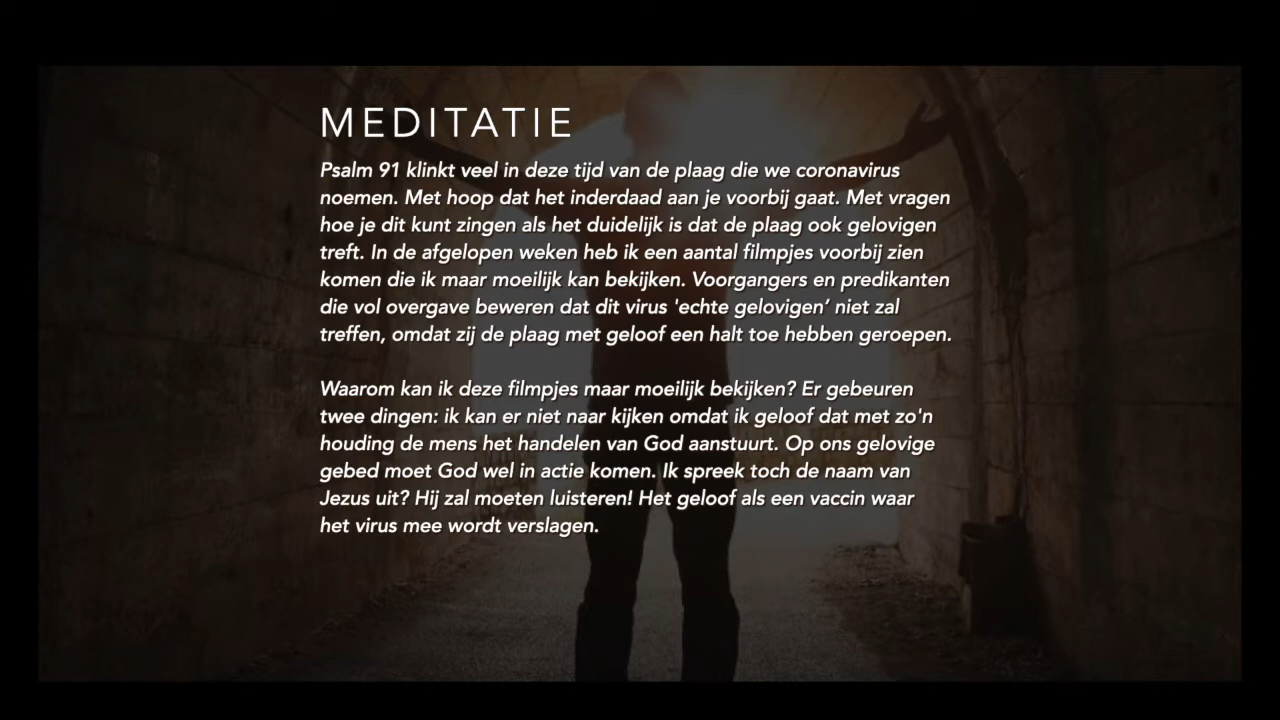 MEDITATIE
Psalm 91 klinkt veel in deze tijd van de plaag die we coronavirus
noemen. Met hoop dat het inderdaad aan je voorbij gaat. Met vragen
hoe je dit kunt zingen als het duidelijk is dat de plaag ook gelovigen
treft. In de afgelopen weken heb ik een aantal filmpjes voorbij zien
komen die ik maar moeilijk kan bekijken. Voorgangers en predikanten
die vol overgave beweren dat dit virus 'echte gelovigen’ niet zal
treffen, omdat zij de plaag met geloof een halt toe hebben geroepen.
Waarom kan ik deze filmpjes maar moeilijk bekijken? Er gebeuren
twee dingen: ik kan er niet naar kijken omdat ik geloof dat met zo'n
houding de mens het handelen van God aanstuurt. Op ons gelovige
gebed moet God wel in actie komen. Ik spreek toch de naam van
Jezus uit? Hij zal moeten luisteren! Het geloof als een vaccin waar
het virus mee wordt verslagen.